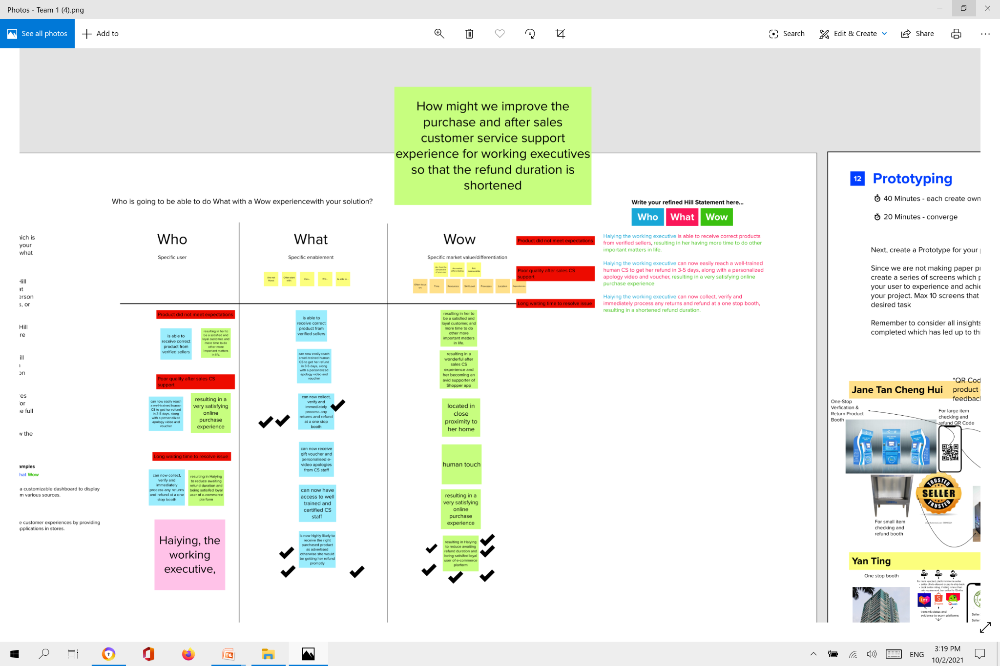 Photos - Team 1 (4).png
See all photos
Add to
Search
Edit & Create
Share
How might we improve the
purchase and after sales
customer service support
experience for working executives
so that the refund duration is
shortened
Who is going to be able to do What with a Wow experiencewith your solution?
Who
Specific user
What
Specific enablement
Are not
Hows
Often start
with:
Can...
Will...
Is able to...
Wow
Specific market value/differentiation
Are from the
perspective
of your user
Are market
differentiating
Are
measurable
Often focus
on:
Time
Resources
Skill Level
Processes
Location
Dependencies
Product did not meet expectations
is able to
receive correct
product from
verified sellers
resulting in her to
be a satisfied and
loyal customer, and
more time to do
other more
important matters
in life.
Poor quality after sales CS
support
can now easily reach
a well-trained human
CS to get her refund
in 3-5 days, along
with a personalized
apology video and
voucher
resulting in a
very satisfying
online
purchase
experience
Long waiting time to resolve issue
can now collect,
verify and
immediately
process any returns
and refund at a one
stop booth
resulting in Haiying
to reduce awaiting
refund duration and
being satisifed loyal
user of e-commerce
plarform
Haiying, the
working
executive,
is able to
receive correct
product from
verified sellers
can now easily reach
a well-trained human
CS to get her refund
in 3-5 days, along
with a personalized
apology video and
voucher
can now collect,
verify and
immediately
process any
returns and refund
at a one stop
booth
can now receive
gift voucher and
personalised e-
video apologies
from CS staff
can now have
access to well
trained and
certified CS
staff
is now highly likely to
receive the right
purchased product
as advertised
otherwise she would
be getting her refund
promptly
resulting in her to
be a satisfied and
loyal customer, and
more time to do
other more
important matters
in life.
resulting in a
wonderful after
sales CS
experience and
her becoming an
avid supporter of
Shopper app
located in
close
proximity to
her home
human touch
resulting in a
very satisfying
online
purchase
experience
resulting in Haiying
to reduce awaiting
refund duration and
being satisifed loyal
user of e-commerce
plarform
Write your refined Hill Statement here...
Who What Wow
Product did not meet expectations
Haiying the working executive is able to receive correct products
from verified sellers, resulting in her having more time to do other
important matters in life.
Poor quality after sales CS
support
Haiying the working executive can now easily reach a well-trained
human CS to get her refund in 3-5 days, along with a personalized
apology video and voucher, resulting in a very satisfying online
purchase experience
Long waiting time to resolve issue
Haiying the working executive can now collect, verify and
immediately process any returns and refund at a one stop booth,
resulting in a shortened refund duration.
which is
your
what
Hill
at
erson
s, or
Hill
re
ill
on
res
or
e full
w the
amples
hat Wow
a customizable dashboard to display
m various sources.
e customer experiences by providing
applications in stores.
12 Prototyping
40 Minutes - each create own
20 Minutes - converge
Next, create a Prototype for your
Since we are not making paper pr
create a series of screens which p
your user to experience and achie
your project. Max 10 screens that
desired task
Remember to consider all insights
completed which has led up to thi
Jane Tan Cheng Hui
*QR Cod
product
feedback
One-Stop
Verfication &
Return Product
Booth
For large item
checking and
refund QR Code
TRUSTED
SELLER
TRUSTED
For small item
checking and
refund booth
Yan Ting
One stop booth
For item rejected, platform informs seller
Laz
Shopee
Qoo10
transmit status and
evidence to ecom platforms
Seller
Seller
ENG
3:19 PM
10/2/2021